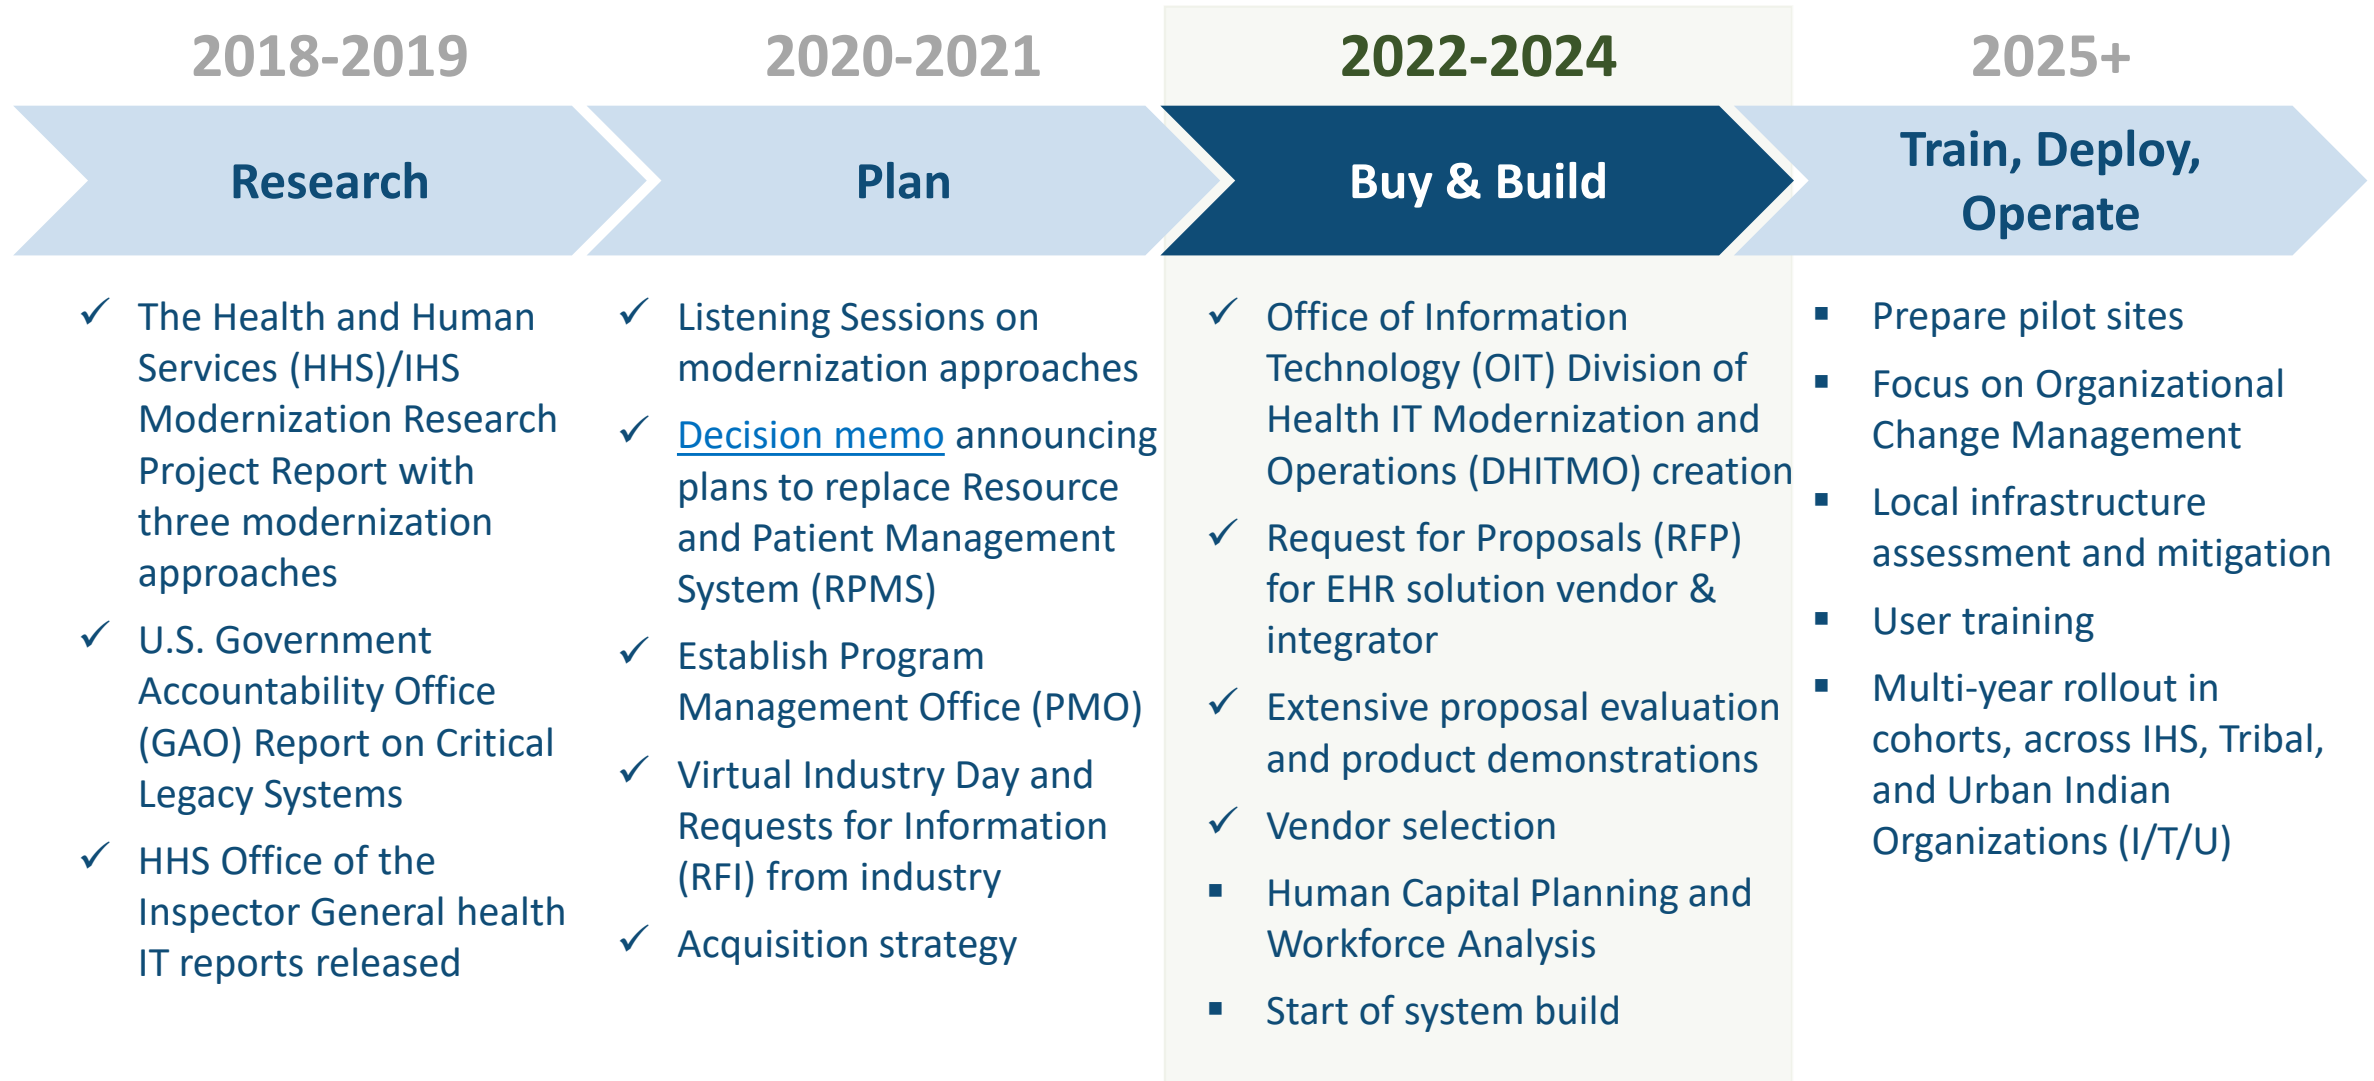 2018-2019
Research
✓ The Health and Human
Services (HHS)/IHS
Modernization Research
Project Report with
three modernization
approaches
✓ U.S. Government
Accountability Office
(GAO) Report on Critical
Legacy Systems
✓ HHS Office of the
Inspector General health
IT reports released
2020-2021
Plan
✓ Listening Sessions on
modernization approaches
✓ Decision memo announcing
plans to replace Resource
and Patient Management
System (RPMS)
✓ Establish Program
Management Office (PMO)
✓ Virtual Industry Day and
Requests for Information
(RFI) from industry
✓ Acquisition strategy
2022-2024
Buy & Build
✓ Office of Information
Technology (OIT) Division of
Health IT Modernization and
Operations (DHITMO) creation
✓ Request for Proposals (RFP)
for EHR solution vendor &
integrator
✓ Extensive proposal evaluation
and product demonstrations
✓ Vendor selection
▪ Human Capital Planning and
Workforce Analysis
▪ Start of system build
2025+
Train, Deploy,
Operate
▪ Prepare pilot sites
▪ Focus on Organizational
Change Management
▪ Local infrastructure
assessment and mitigation
▪ User training
▪ Multi-year rollout in
cohorts, across IHS, Tribal,
and Urban Indian
Organizations (I/T/U)